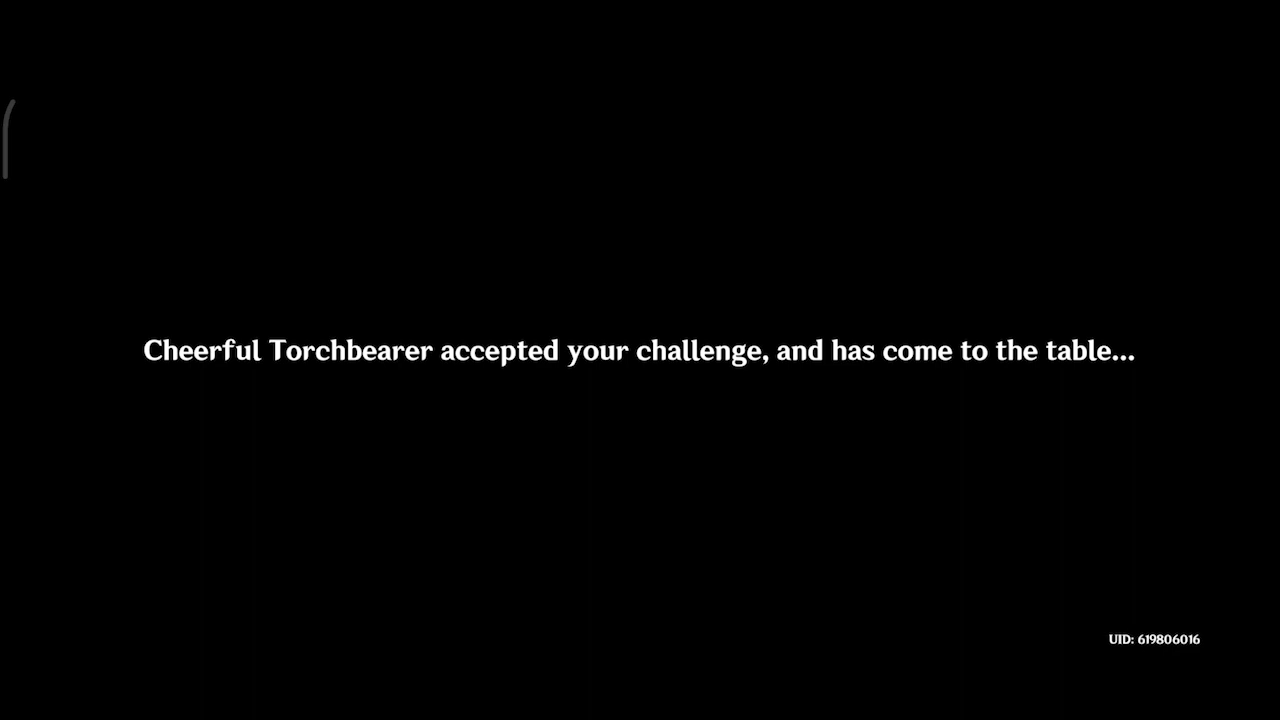 Cheerful Torchbearer accepted your challenge, and has come to the table...
UID: 619806016